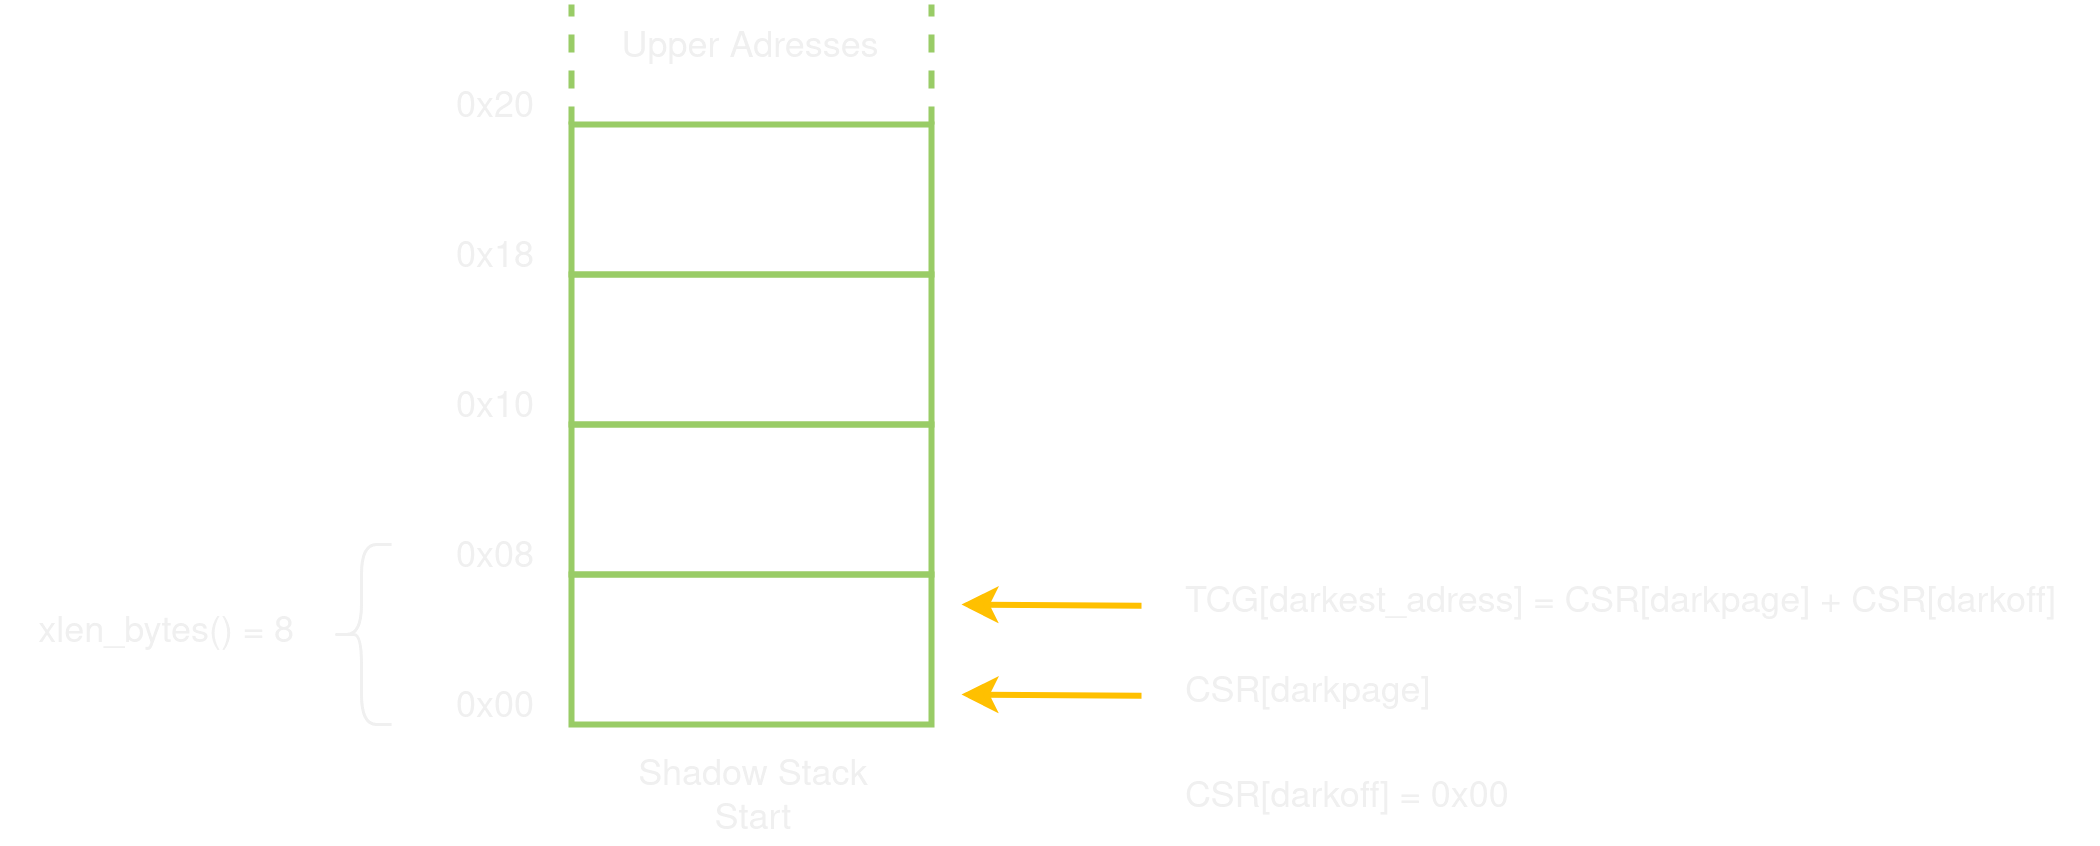 Upper Adresses
0x20
0x18
0x10
0x08
TCG[darkest_adress] = CSR[darkpage] + CSR[darkoff]
xlen_bytes() = 8
CSR[darkpage]
0x00
Shadow Stack
Start
CSR[darkoff] = 0x00